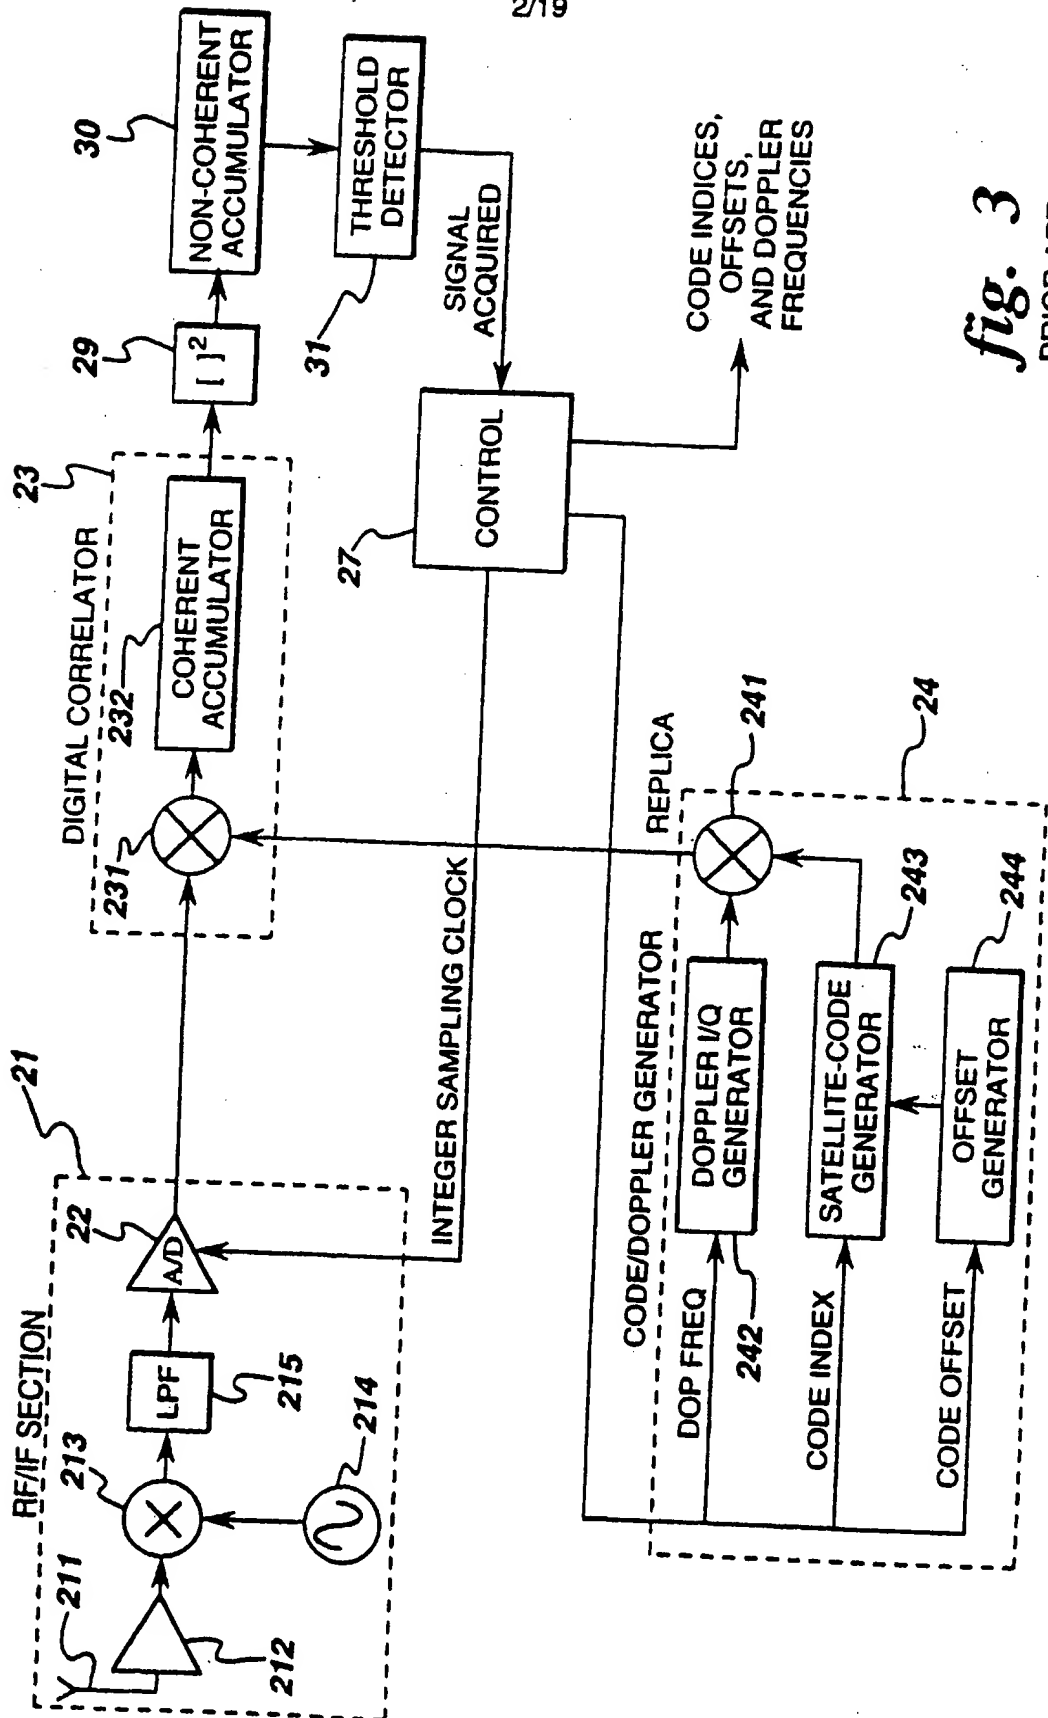 2/19
RF/IF SECTION
21
211
212
213
214
LPF
215
A/D
22
INTEGER SAMPLING CLOCK
DIGITAL CORRELATOR
23
231
232
COHERENT
ACCUMULATOR
[ ]²
29
NON-COHERENT
ACCUMULATOR
30
THRESHOLD
DETECTOR
31
SIGNAL
ACQUIRED
CONTROL
27
CODE INDICES,
OFFSETS,
AND DOPPLER
FREQUENCIES
CODE/DOPPLER GENERATOR
REPLICA
241
24
DOP FREQ
DOPPLER I/Q
GENERATOR
242
CODE INDEX
SATELLITE-CODE
GENERATOR
243
CODE OFFSET
OFFSET
GENERATOR
244
fig. 3
PRIOR ART